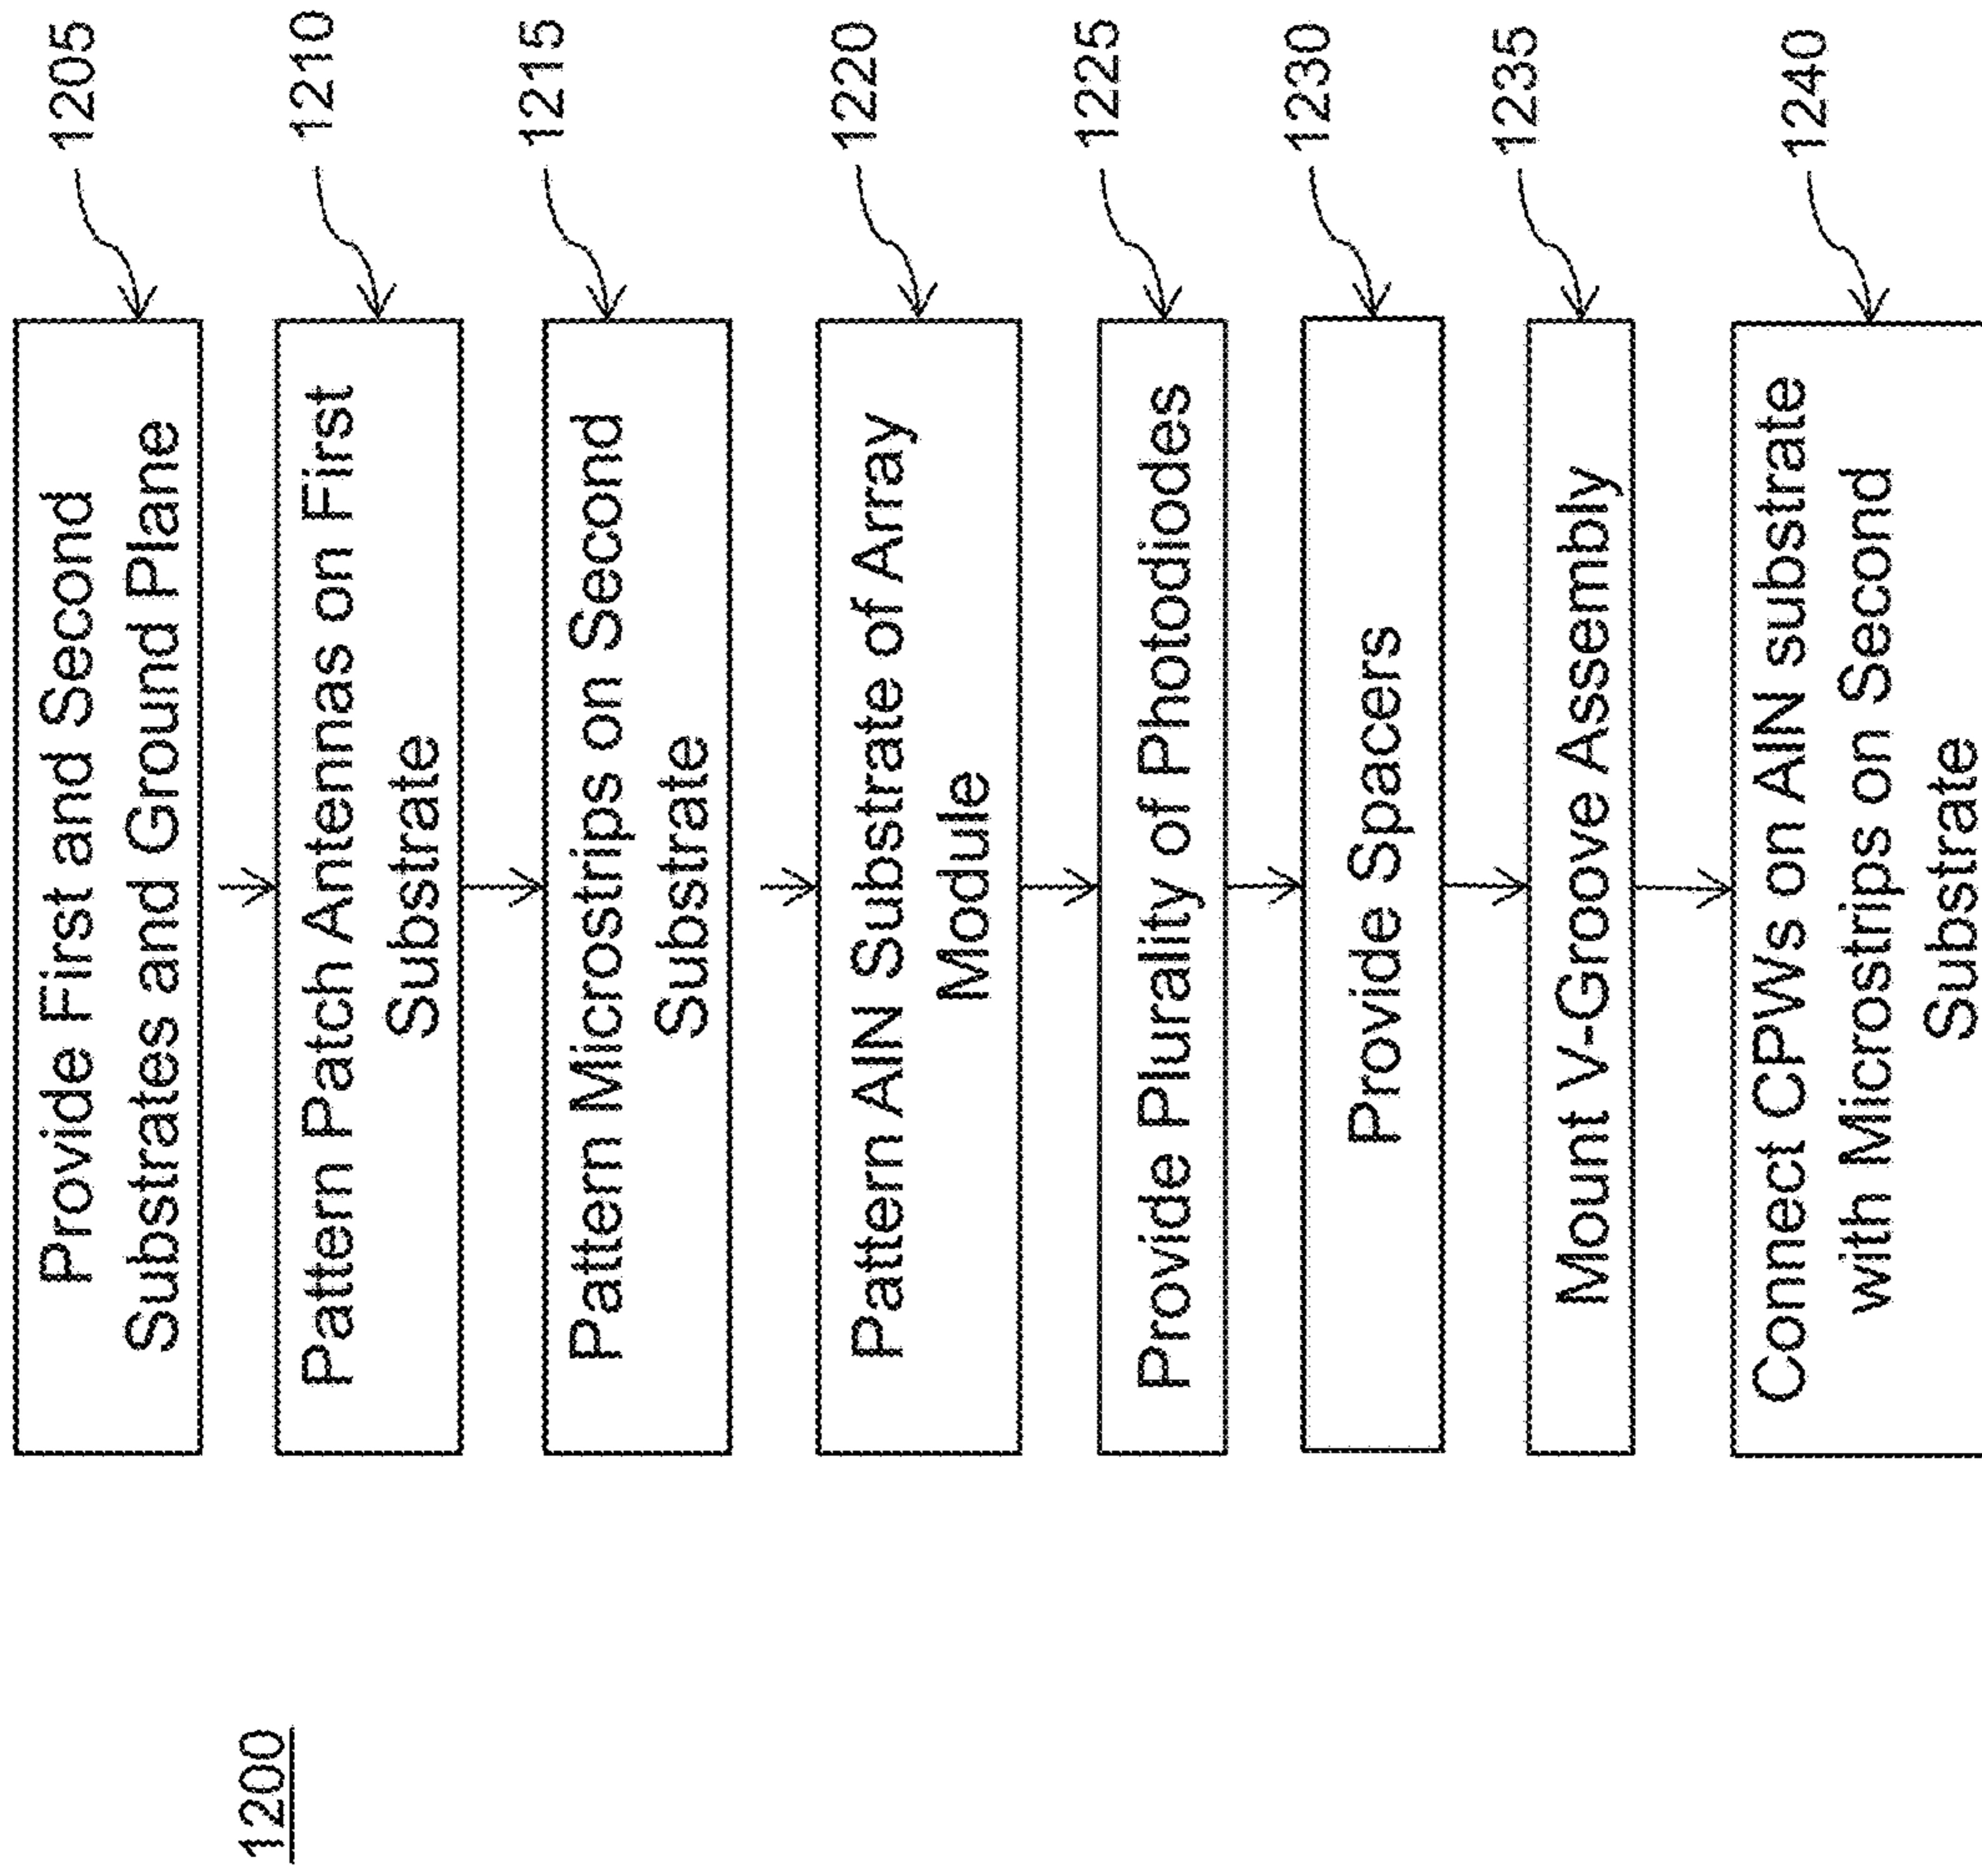 1200
Provide First and Second
Substrates and Ground Plane
1205
Pattern Patch Antennas on First
Substrate
1210
Pattern Microstrips on Second
Substrate
1215
Pattern AlN Substrate of Array
Module
1220
Provide Plurality of Photodiodes
1225
Provide Spacers
1230
Mount V-Groove Assembly
1235
Connect CPWs on AlN substrate
with Microstrips on Second
Substrate
1240